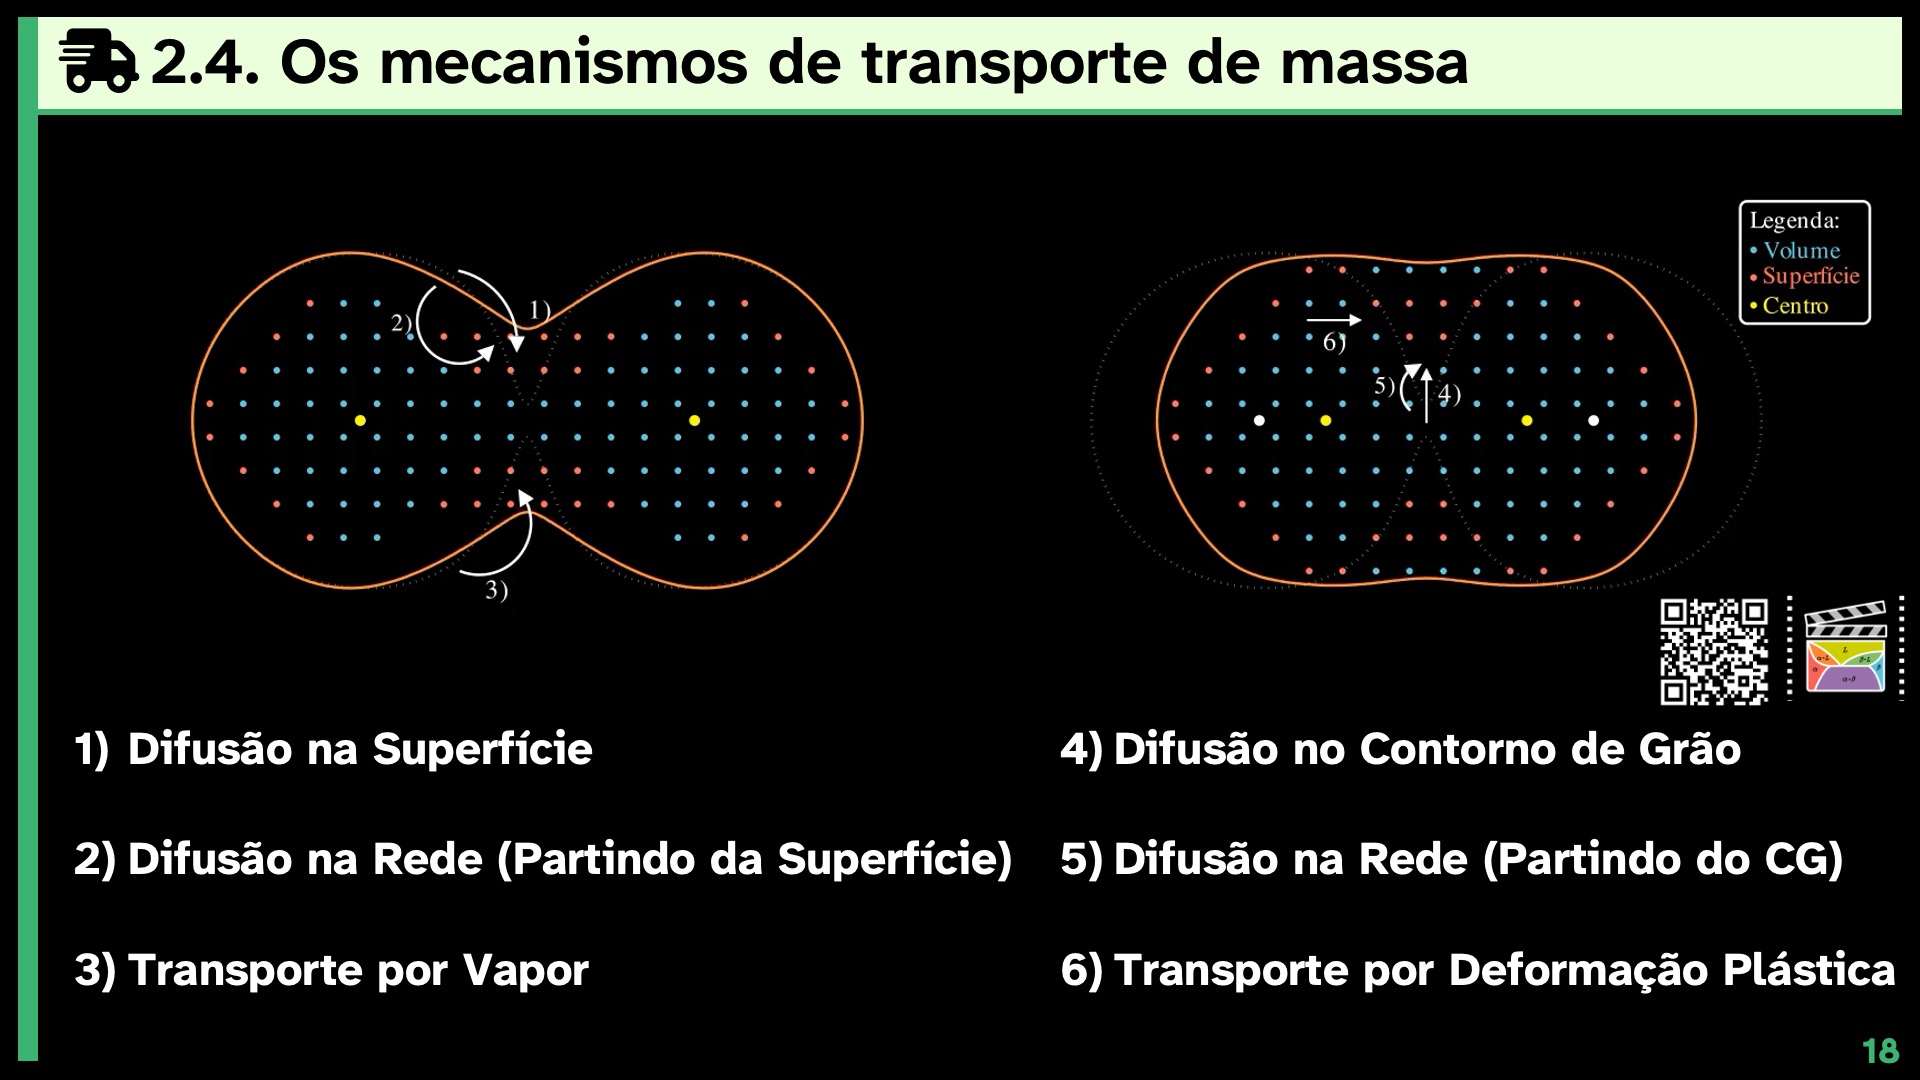 2.4. Os mecanismos de transporte de massa
1)
2)
3)
6)
5)
4)
Legenda:
• Volume
• Superfície
• Centro
L
α+L
β+L
α
β
α+β
1) Difusão na Superfície
2) Difusão na Rede (Partindo da Superfície)
3) Transporte por Vapor
4) Difusão no Contorno de Grão
5) Difusão na Rede (Partindo do CG)
6) Transporte por Deformação Plástica
18